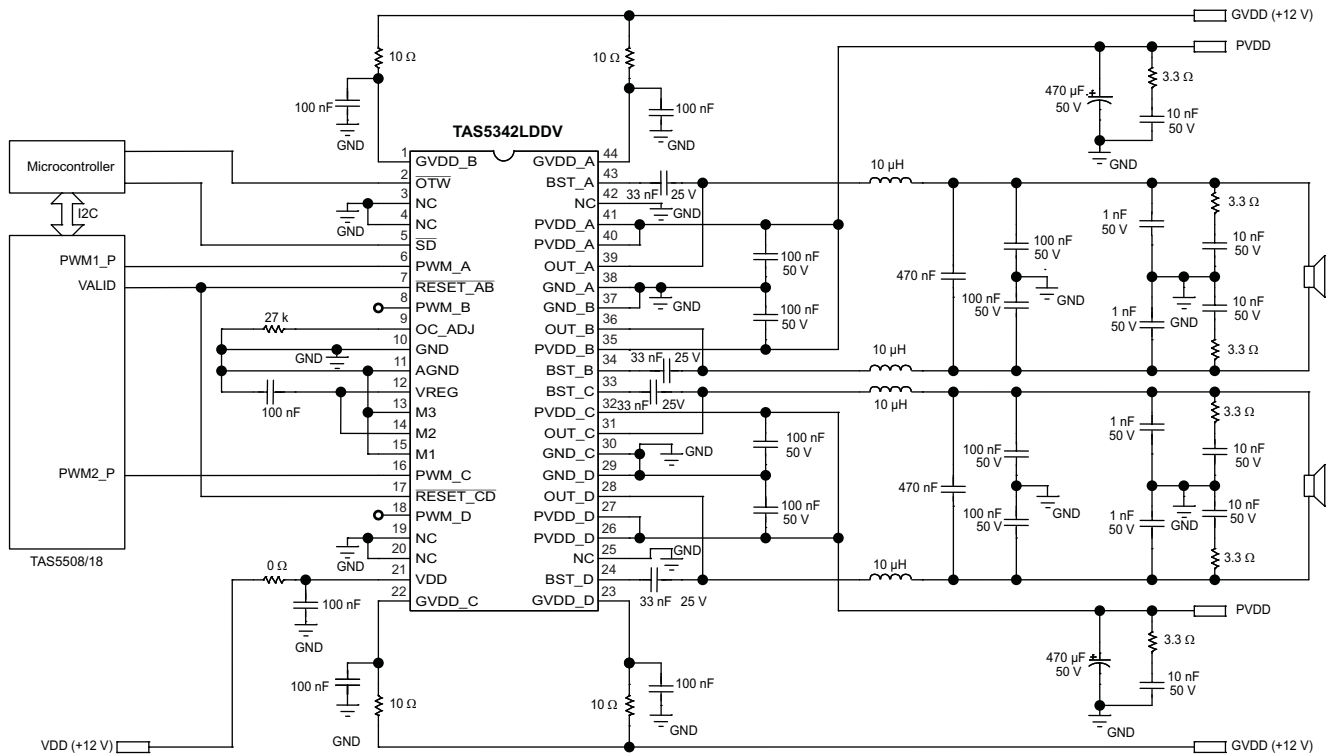 GVDD (+12 V)
PVDD
10 Ω
10 Ω
3.3 Ω
470 µF
50 V
10 nF
50 V
100 nF
100 nF
GND
GND
GND
TAS5342LDDV
Microcontroller
I2C
PWM1_P
VALID
PWM2_P
TAS5508/18
1 GVDD_B
2 OTW
3 NC
4 NC
5 SD
6 PWM_A
7 RESET_AB
8 PWM_B
9 OC_ADJ
10 GND
11 AGND
12 VREG
13 M3
14 M2
15 M1
16 PWM_C
17 RESET_CD
18 PWM_D
19 NC
20 NC
21 VDD
22 GVDD_C
GVDD_A 44
BST_A 43
NC 42
PVDD_A 41
PVDD_A 40
OUT_A 39
GND_A 38
GND_B 37
OUT_B 36
PVDD_B 35
BST_B 34
BST_C 33
PVDD_C 32
OUT_C 31
GND_C 30
GND_D 29
OUT_D 28
PVDD_D 27
PVDD_D 26
NC 25
BST_D 24
GVDD_D 23
GND
27 k
GND
100 nF
GND
0 Ω
100 nF
GND
33 nF 25 V
GND
100 nF
50 V
GND
100 nF
50 V
33 nF 25 V
33 nF 25V
100 nF
50 V
GND
100 nF
50 V
GND
33 nF 25 V
10 µH
470 nF
100 nF
50 V
GND
100 nF
50 V
1 nF
50 V
GND
1 nF
50 V
3.3 Ω
10 nF
50 V
10 nF
50 V
3.3 Ω
10 µH
10 µH
470 nF
100 nF
50 V
GND
100 nF
50 V
1 nF
50 V
GND
1 nF
50 V
3.3 Ω
10 nF
50 V
10 nF
50 V
3.3 Ω
10 µH
PVDD
3.3 Ω
470 µF
50 V
10 nF
50 V
GND
100 nF
10 Ω
GND
100 nF
10 Ω
GND
VDD (+12 V)
GVDD (+12 V)